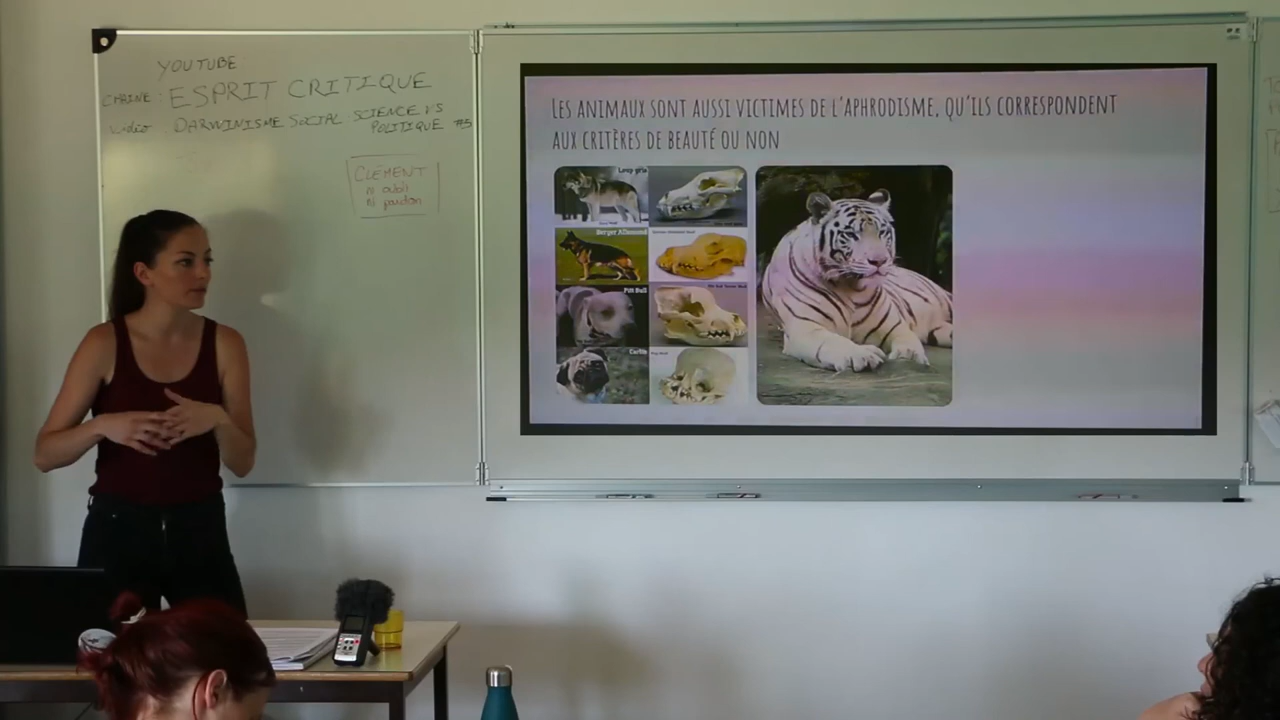 YOUTUBE
CHAINE : ESPRIT CRITIQUE
Vidéo DARWINISME SOCIAL SCIENCE VS
POLITIQUE #5
CLÉMENT
ni oubli
ni pardon
LES ANIMAUX SONT AUSSI VICTIMES DE L'APHRODISME, QU'ILS CORRESPONDENT
AUX CRITÈRES DE BEAUTÉ OU NON
Loup gris
Berger Allemand
Pitt Bull
Carlin